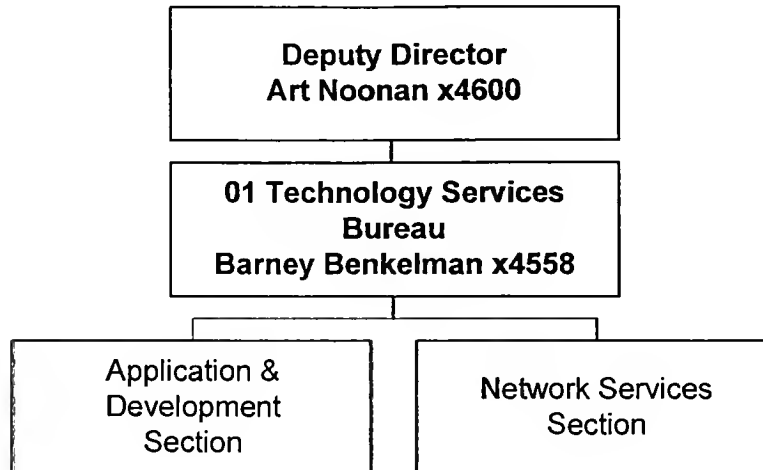 Deputy Director
Art Noonan x4600
01 Technology Services
Bureau
Barney Benkelman x4558
Application &
Development
Section
Network Services
Section